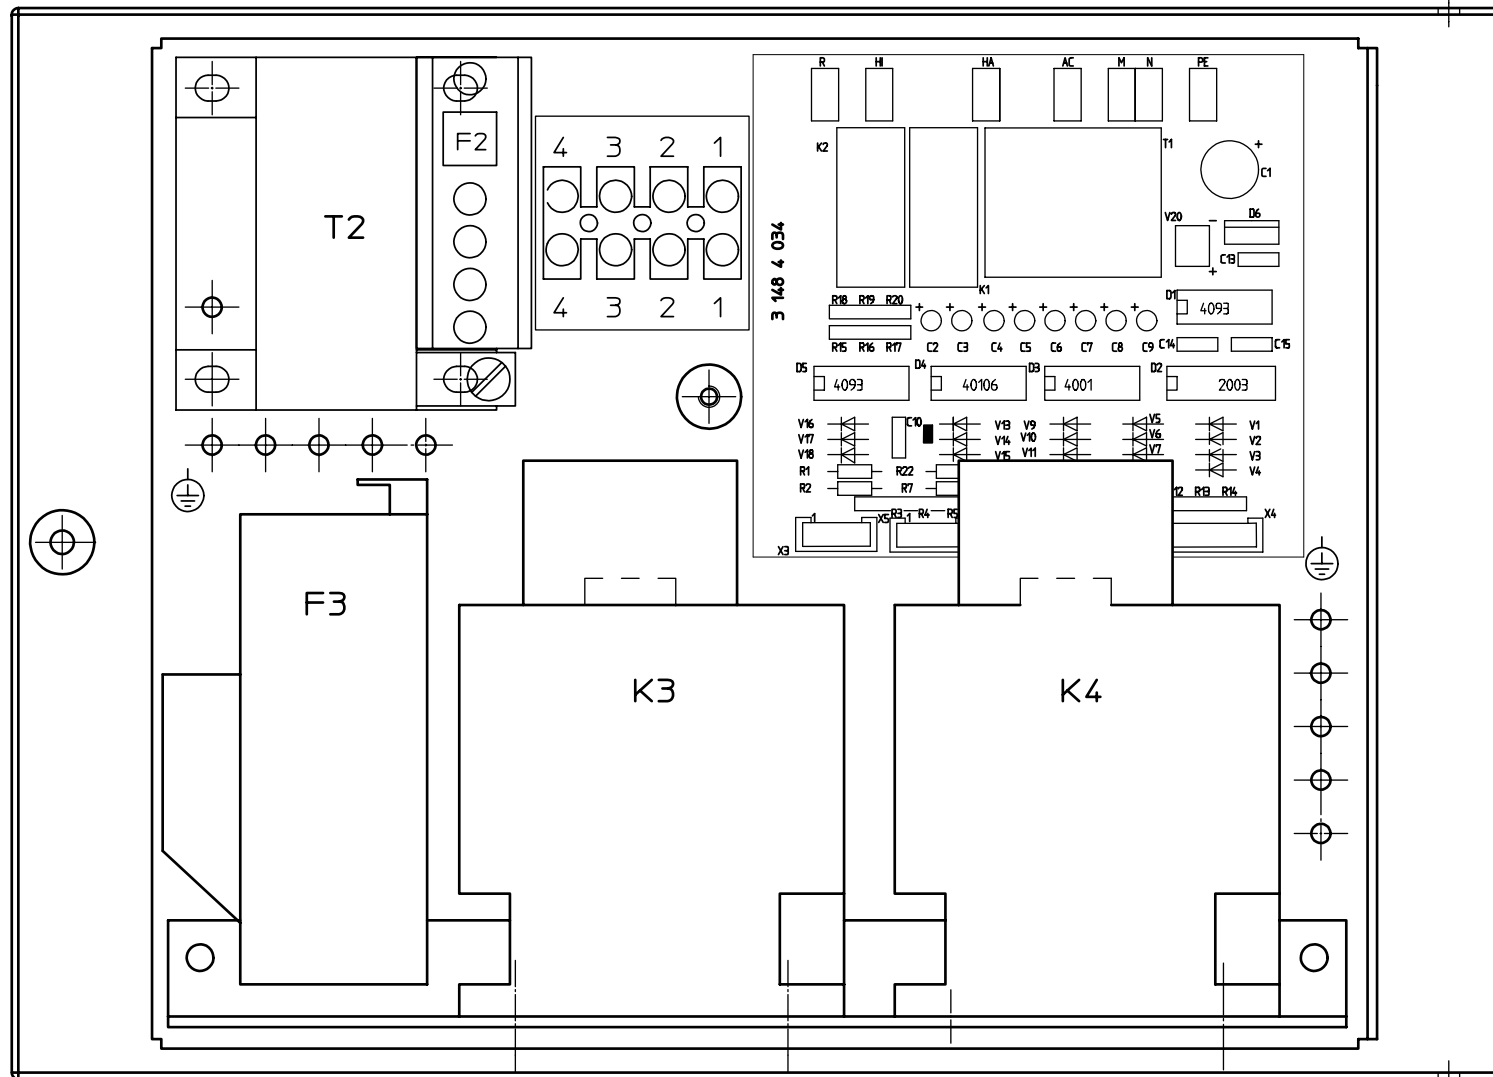 R HI HA AC M N PE
F2
4 3 2 1
K2
T1
C1
T2
V20
D6
3 148 4 034
C13
K1
D1
4093
4 3 2 1
R18 R19 R20
R15 R16 R17
C2 C3 C4 C5 C6 C7 C8 C9
C14
C15
D5
4093
D4
40106
D3
4001
D2
2003
V16
C10
V13
V9
V5
V1
V17
V14
V10
V6
V2
V18
V15
V11
V7
V3
R1
R22
V4
R2
R7
12 R13 R14
1
X5
R3
1
R4
R5
X4
X3
F3
K3
K4